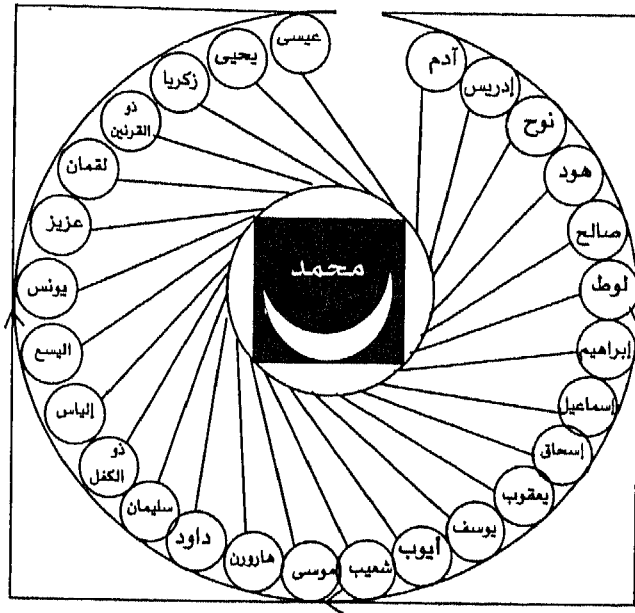 آدم
إدريس
نوح
هود
صالح
لوط
إبراهيم
إسماعيل
إسحاق
يعقوب
يوسف
أيوب
شعيب
موسى
هارورن
داود
سليمان
ذو
الكفل
إلياس
اليسع
يونس
عزيز
لقمان
ذو
القرنين
زكريا
يحيى
عيسى
محمد